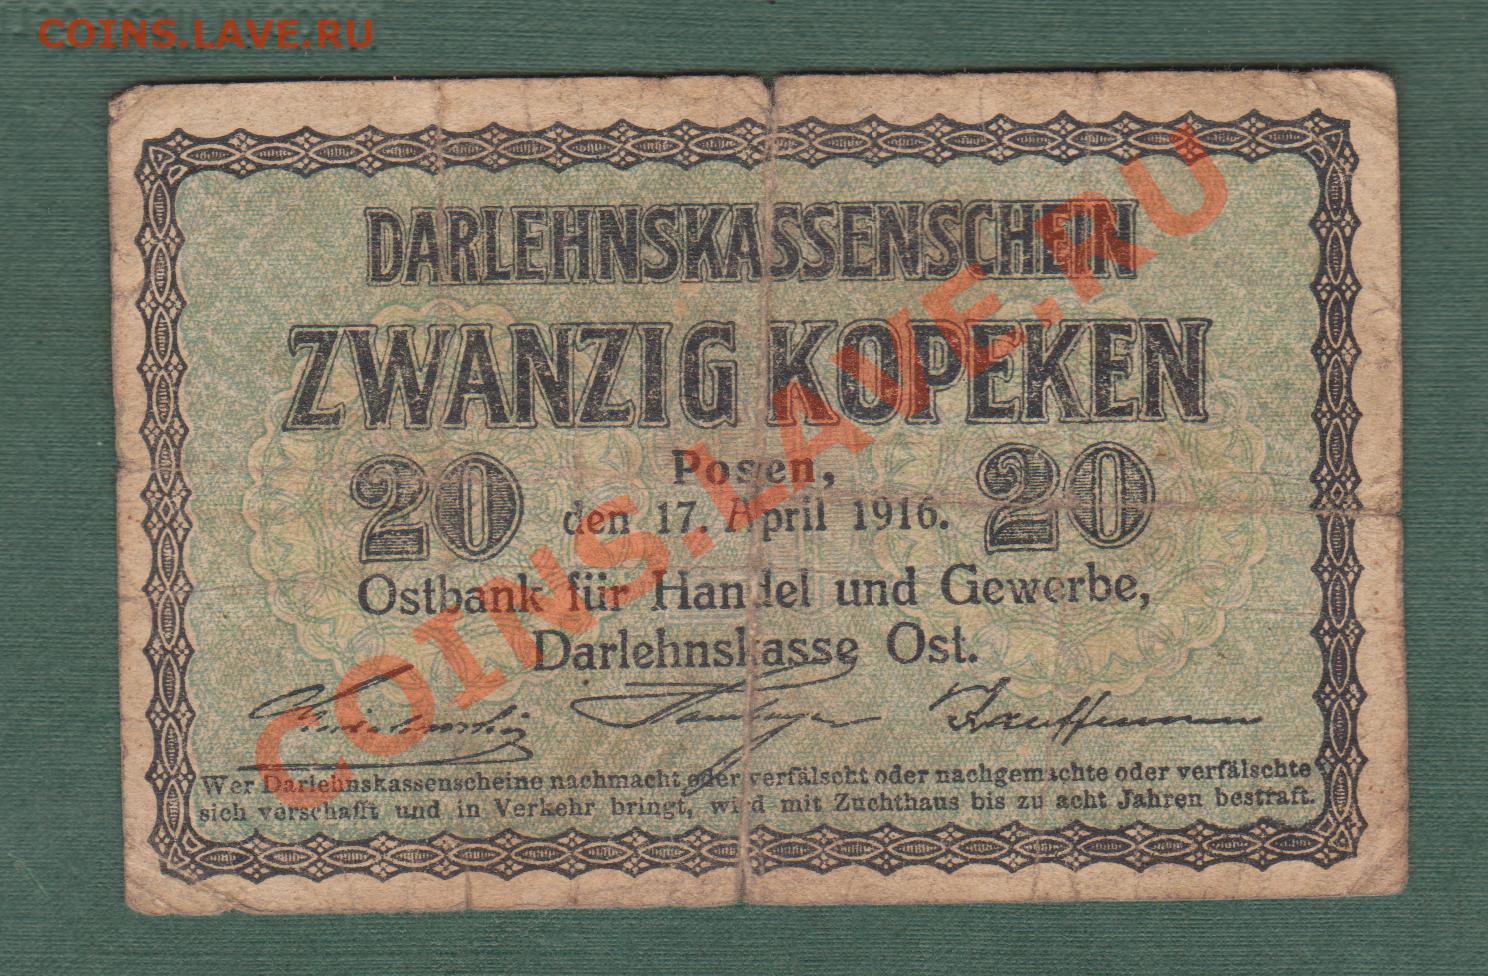 COINS.LAVE.RU
DARLEHNSKASSENSCHEIN
ZWANZIG KOPEKEN
20 Posen, 20
den 17. April 1916.
Ostbank für Handel und Gewerbe,
Darlehnskasse Ost.
Kauffmann
Wer Darlehnskassenscheine nachmacht oder verfälscht oder nachgemachte oder verfälschte
sich verschafft und in Verkehr bringt, wird mit Zuchthaus bis zu acht Jahren bestraft.
COINS.LAVE.RU